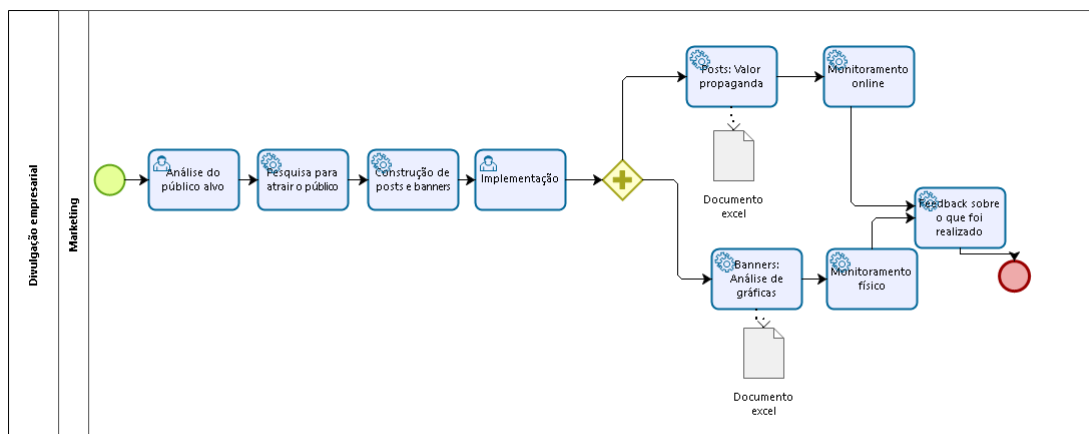 Divulgação empresarial
Marketing
Análise do
público alvo
Pesquisa para
atrair o público
Construção de
posts e banners
Implementação
Posts: Valor
propaganda
Monitoramento
online
Documento
excel
Banners:
Análise de
gráficas
Monitoramento
físico
Feedback sobre
o que foi
realizado
Documento
excel